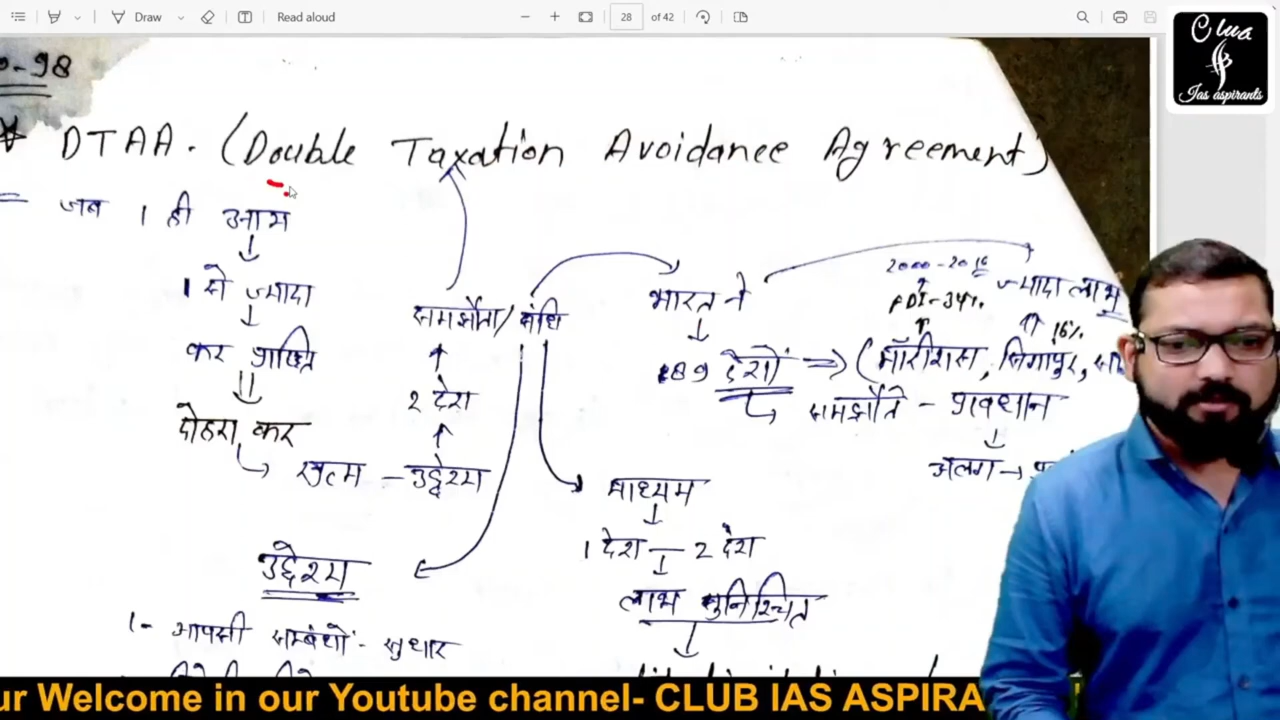 Draw
Read aloud
28 of 42
Club
Ias aspirants
-98
DTAA. (Double Taxation Avoidance Agreement)
जब 1 ही आय
1 से ज्यादा
कर प्राप्ति
दोहरा कर
खत्म - उद्देश्य
2 देश
समझौता/संधि
भारत ने
89 देशों ⇒ (मॉरीशस, सिंगापुर,
2000-2016
FDI-34%
ज्यादा लाभ
16%
समझौते - प्रावधान
अलग →
माध्यम
1 देश — 2 देश
लाभ सुनिश्चित
उद्देश्य
1- आपसी सम्बंधों - सुधार
ur Welcome in our Youtube channel- CLUB IAS ASPIRA